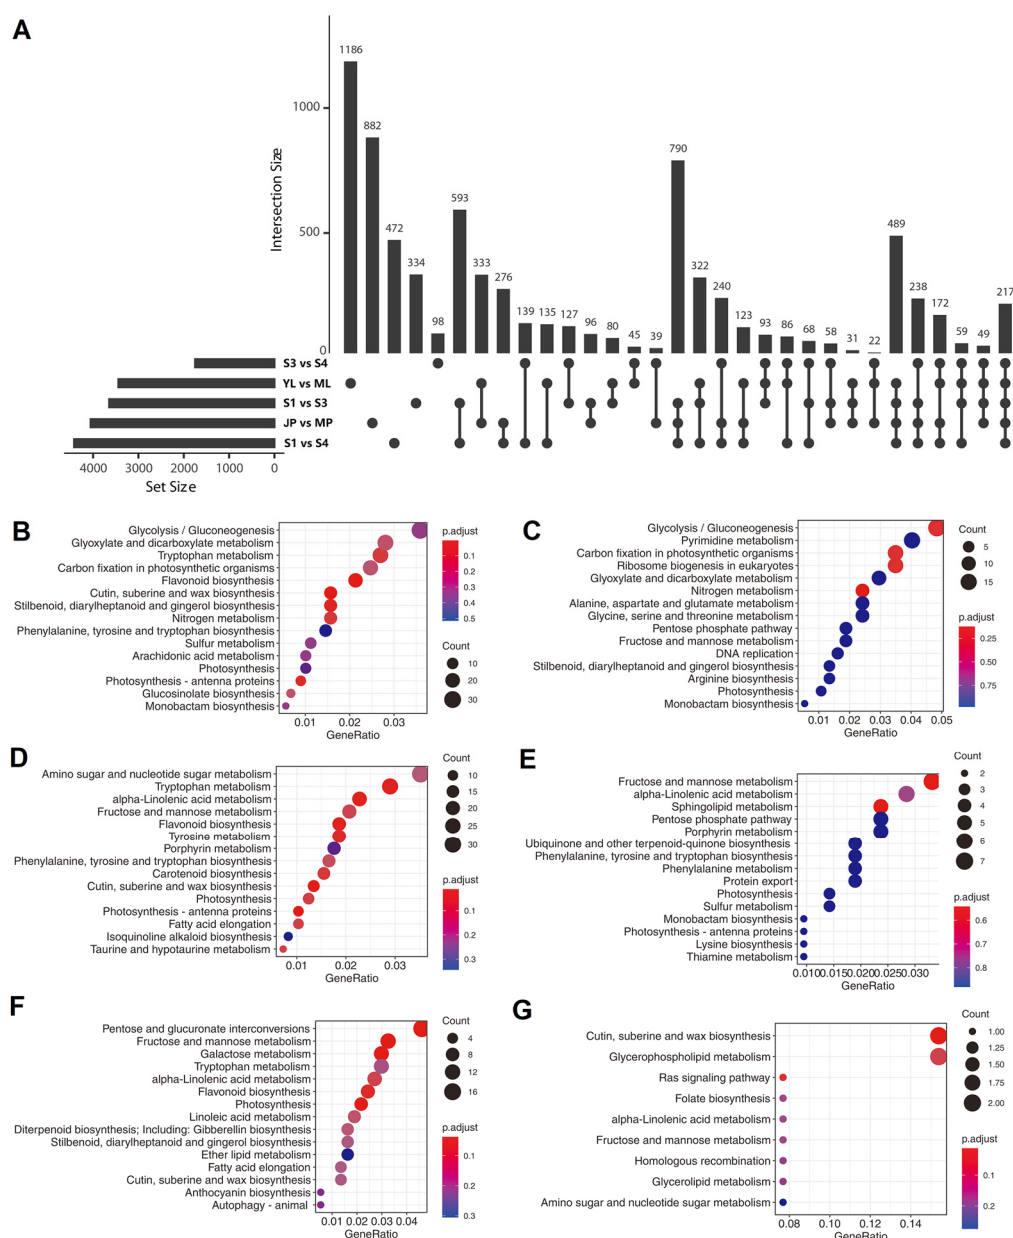 A
Intersection Size
1000
500
0
1186
882
472
334
98
593
333
276
139
135
127
96
80
45
39
790
322
240
123
93
86
68
58
31
22
489
238
172
59
49
217
S3 vs S4
YL vs ML
S1 vs S3
JP vs MP
S1 vs S4
4000 3000 2000 1000 0
Set Size
B
Glycolysis / Gluconeogenesis
Glyoxylate and dicarboxylate metabolism
Tryptophan metabolism
Carbon fixation in photosynthetic organisms
Flavonoid biosynthesis
Cutin, suberine and wax biosynthesis
Stilbenoid, diarylheptanoid and gingerol biosynthesis
Nitrogen metabolism
Phenylalanine, tyrosine and tryptophan biosynthesis
Sulfur metabolism
Arachidonic acid metabolism
Photosynthesis
Photosynthesis - antenna proteins
Glucosinolate biosynthesis
Monobactam biosynthesis
0.01 0.02 0.03
GeneRatio
p.adjust
0.1
0.2
0.3
0.4
0.5
Count
10
20
30
C
Glycolysis / Gluconeogenesis
Pyrimidine metabolism
Carbon fixation in photosynthetic organisms
Ribosome biogenesis in eukaryotes
Glyoxylate and dicarboxylate metabolism
Nitrogen metabolism
Alanine, aspartate and glutamate metabolism
Glycine, serine and threonine metabolism
Pentose phosphate pathway
Fructose and mannose metabolism
DNA replication
Stilbenoid, diarylheptanoid and gingerol biosynthesis
Arginine biosynthesis
Photosynthesis
Monobactam biosynthesis
0.01 0.02 0.03 0.04 0.05
GeneRatio
Count
5
10
15
p.adjust
0.25
0.50
0.75
D
Amino sugar and nucleotide sugar metabolism
Tryptophan metabolism
alpha-Linolenic acid metabolism
Fructose and mannose metabolism
Flavonoid biosynthesis
Tyrosine metabolism
Porphyrin metabolism
Phenylalanine, tyrosine and tryptophan biosynthesis
Carotenoid biosynthesis
Cutin, suberine and wax biosynthesis
Photosynthesis
Photosynthesis - antenna proteins
Fatty acid elongation
Isoquinoline alkaloid biosynthesis
Taurine and hypotaurine metabolism
0.01 0.02 0.03
GeneRatio
Count
10
15
20
25
30
p.adjust
0.1
0.2
0.3
E
Fructose and mannose metabolism
alpha-Linolenic acid metabolism
Sphingolipid metabolism
Pentose phosphate pathway
Porphyrin metabolism
Ubiquinone and other terpenoid-quinone biosynthesis
Phenylalanine, tyrosine and tryptophan biosynthesis
Phenylalanine metabolism
Protein export
Photosynthesis
Sulfur metabolism
Monobactam biosynthesis
Photosynthesis - antenna proteins
Lysine biosynthesis
Thiamine metabolism
0.010 0.015 0.020 0.025 0.030
GeneRatio
Count
2
3
4
5
6
7
p.adjust
0.6
0.7
0.8
F
Pentose and glucuronate interconversions
Fructose and mannose metabolism
Galactose metabolism
Tryptophan metabolism
alpha-Linolenic acid metabolism
Flavonoid biosynthesis
Photosynthesis
Linoleic acid metabolism
Diterpenoid biosynthesis; Including: Gibberellin biosynthesis
Stilbenoid, diarylheptanoid and gingerol biosynthesis
Ether lipid metabolism
Fatty acid elongation
Cutin, suberine and wax biosynthesis
Anthocyanin biosynthesis
Autophagy - animal
0.01 0.02 0.03 0.04
GeneRatio
Count
4
8
12
16
p.adjust
0.1
0.2
0.3
G
Cutin, suberine and wax biosynthesis
Glycerophospholipid metabolism
Ras signaling pathway
Folate biosynthesis
alpha-Linolenic acid metabolism
Fructose and mannose metabolism
Homologous recombination
Glycerolipid metabolism
Amino sugar and nucleotide sugar metabolism
0.08 0.10 0.12 0.14
GeneRatio
Count
1.00
1.25
1.50
1.75
2.00
p.adjust
0.1
0.2